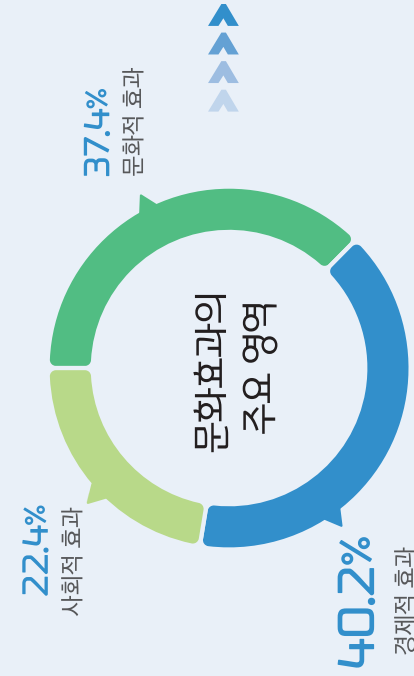 문화효과의
주요 영역
37.4%
문화적 효과
40.2%
경제적 효과
22.4%
사회적 효과